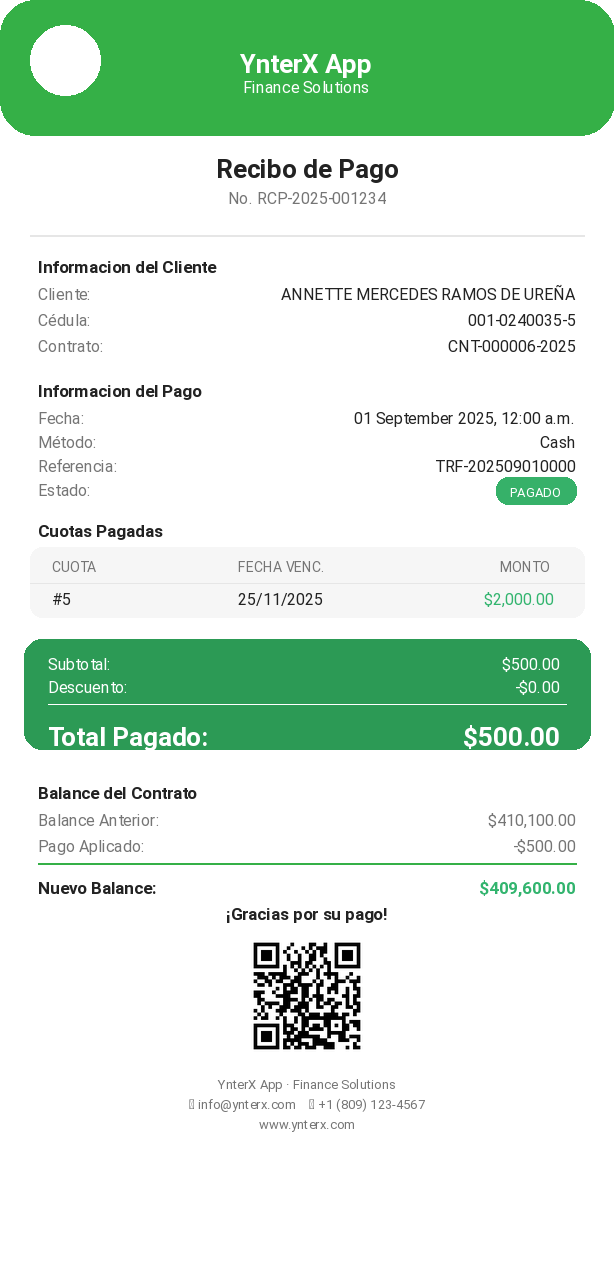 YnterX App
Finance Solutions
Recibo de Pago
No. RCP-2025-001234
Informacion del Cliente
Cliente: ANNETTE MERCEDES RAMOS DE UREÑA
Cédula: 001-0240035-5
Contrato: CNT-000006-2025
Informacion del Pago
Fecha: 01 September 2025, 12:00 a.m.
Método: Cash
Referencia: TRF-202509010000
Estado: PAGADO
Cuotas Pagadas
CUOTA FECHA VENC. MONTO
#5 25/11/2025 $2,000.00
Subtotal: $500.00
Descuento: -$0.00
Total Pagado: $500.00
Balance del Contrato
Balance Anterior: $410,100.00
Pago Aplicado: -$500.00
Nuevo Balance: $409,600.00
¡Gracias por su pago!
YnterX App · Finance Solutions
info@ynterx.com +1 (809) 123-4567
www.ynterx.com